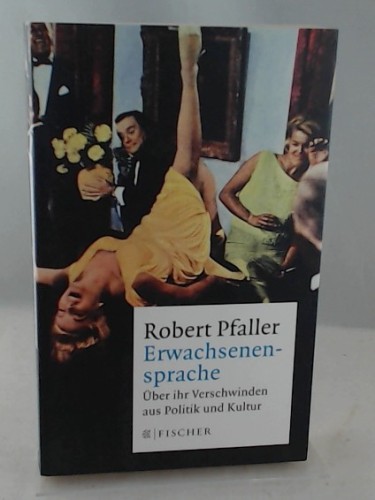 Robert Pfaller
Erwachsenen-
sprache
Über ihr Verschwinden
aus Politik und Kultur
| FISCHER